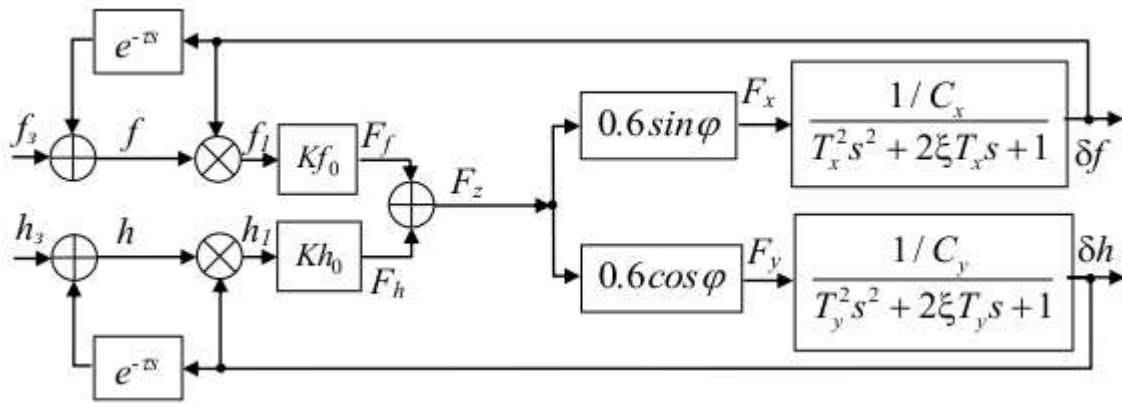 e^{-τs}
f_з
f
f_1
Kf_0
F_f
F_z
0.6sinφ
F_x
1/C_x
T_x^2s^2+2ξT_xs+1
δf
h_з
h
h_1
Kh_0
F_h
0.6cosφ
F_y
1/C_y
T_y^2s^2+2ξT_ys+1
δh
e^{-τs}